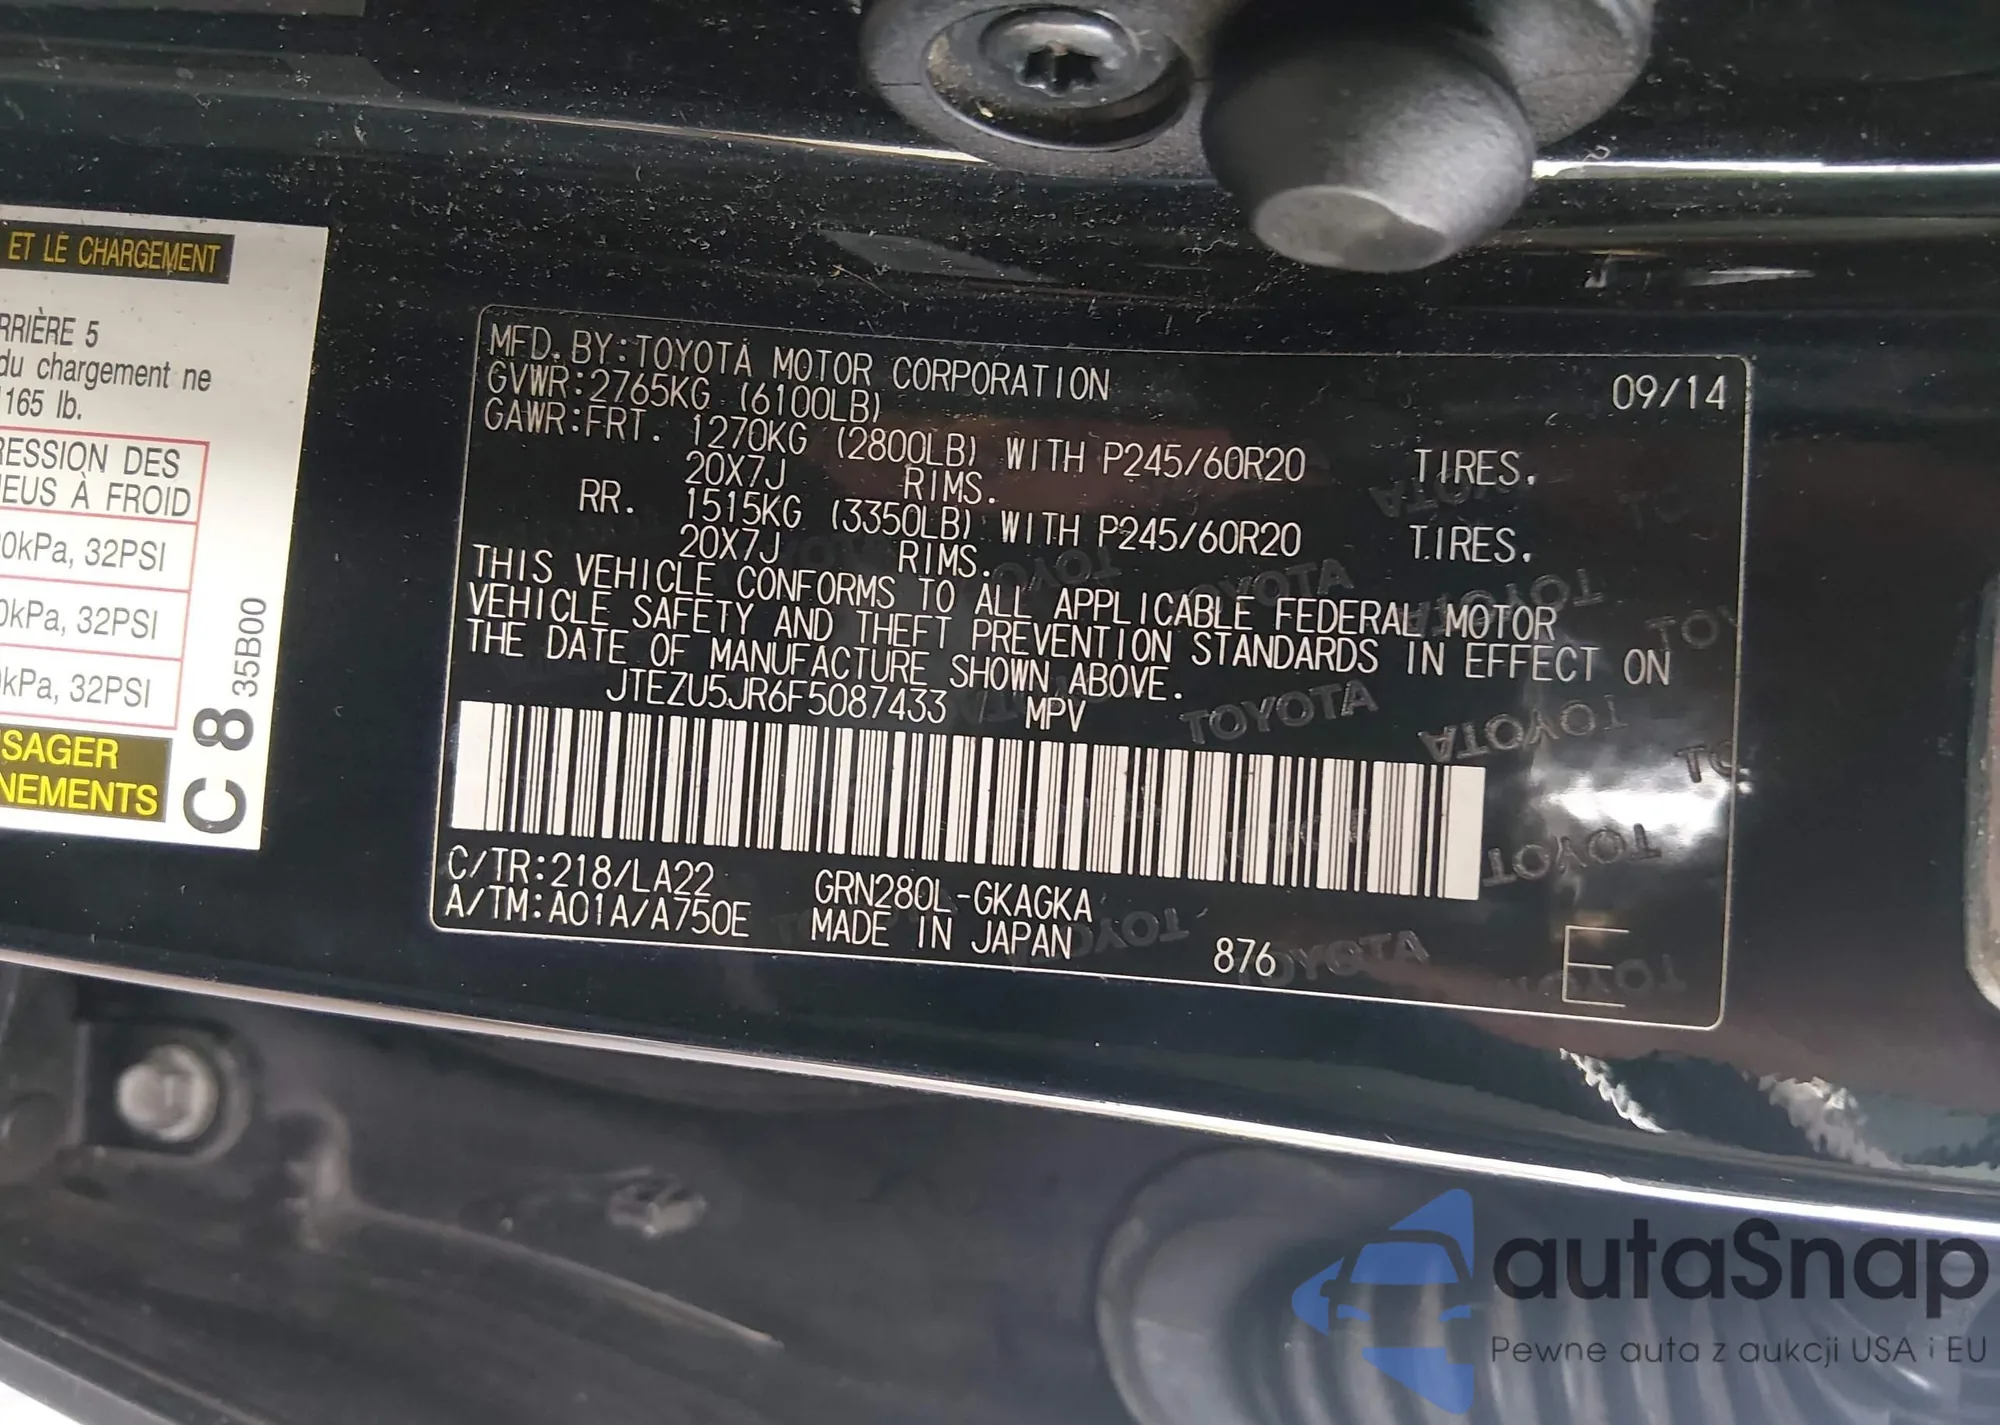 ET LE CHARGEMENT
RRIÈRE 5
du chargement ne
165 lb.
RESSION DES
NEUS À FROID
0kPa, 32PSI
0kPa, 32PSI
kPa, 32PSI
SAGER
NEMENTS
C 8 35B00
MFD. BY:TOYOTA MOTOR CORPORATION 09/14
GVWR:2765KG (6100LB)
GAWR:FRT. 1270KG (2800LB) WITH P245/60R20 TIRES.
20X7J RIMS.
RR. 1515KG (3350LB) WITH P245/60R20 TIRES.
20X7J RIMS.
THIS VEHICLE CONFORMS TO ALL APPLICABLE FEDERAL MOTOR
VEHICLE SAFETY AND THEFT PREVENTION STANDARDS IN EFFECT ON
THE DATE OF MANUFACTURE SHOWN ABOVE.
JTEZU5JR6F5087433 MPV
C/TR:218/LA22 GRN280L-GKAGKA
A/TM:A01A/A750E MADE IN JAPAN 876 E
TOYOTA
autaSnap
Pewne auta z aukcji USA i EU